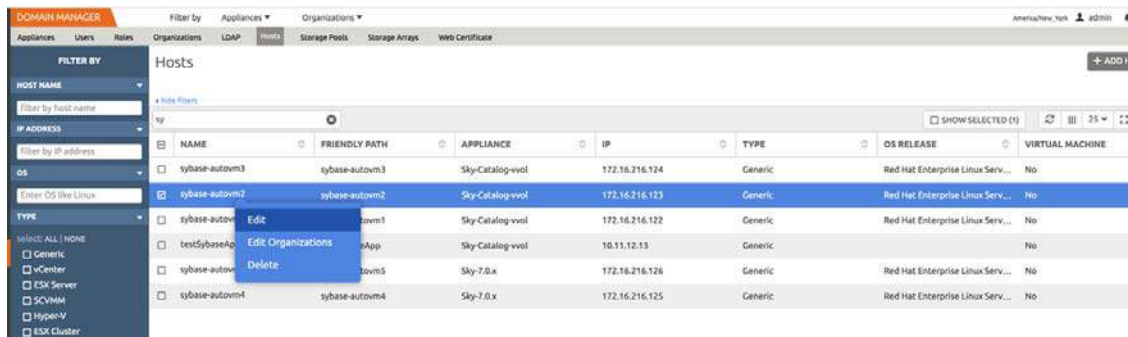 DOMAIN MANAGER Filter by Appliances ▼ Organizations ▼ America/New_York admin
Appliances Users Roles Organizations LDAP Hosts Storage Pools Storage Arrays Web Certificate
FILTER BY
Hosts
+ ADD H
HOST NAME
hide filters
Filter by host name
sy
SHOW SELECTED (1)
25
IP ADDRESS
NAME FRIENDLY PATH APPLIANCE IP TYPE OS RELEASE VIRTUAL MACHINE
Filter by IP address
sybase-autovm3 sybase-autovm3 Sky-Catalog-vvol 172.16.216.124 Generic Red Hat Enterprise Linux Serv... No
OS
Enter OS like Linux
sybase-autovm2 sybase-autovm2 Sky-Catalog-vvol 172.16.216.123 Generic Red Hat Enterprise Linux Serv... No
TYPE
sybase-autov tovm1 Sky-Catalog-vvol 172.16.216.122 Generic Red Hat Enterprise Linux Serv... No
Edit
select: ALL | NONE
testSybaseAp eApp Sky-Catalog-vvol 10.11.12.13 No
Edit Organizations
Generic
vCenter
sybase-autov tovm5 Sky-7.0.x 172.16.216.126 Generic Red Hat Enterprise Linux Serv... No
Delete
ESX Server
SCVMM
sybase-autovm4 sybase-autovm4 Sky-7.0.x 172.16.216.125 Generic Red Hat Enterprise Linux Serv... No
Hyper-V
ESX Cluster